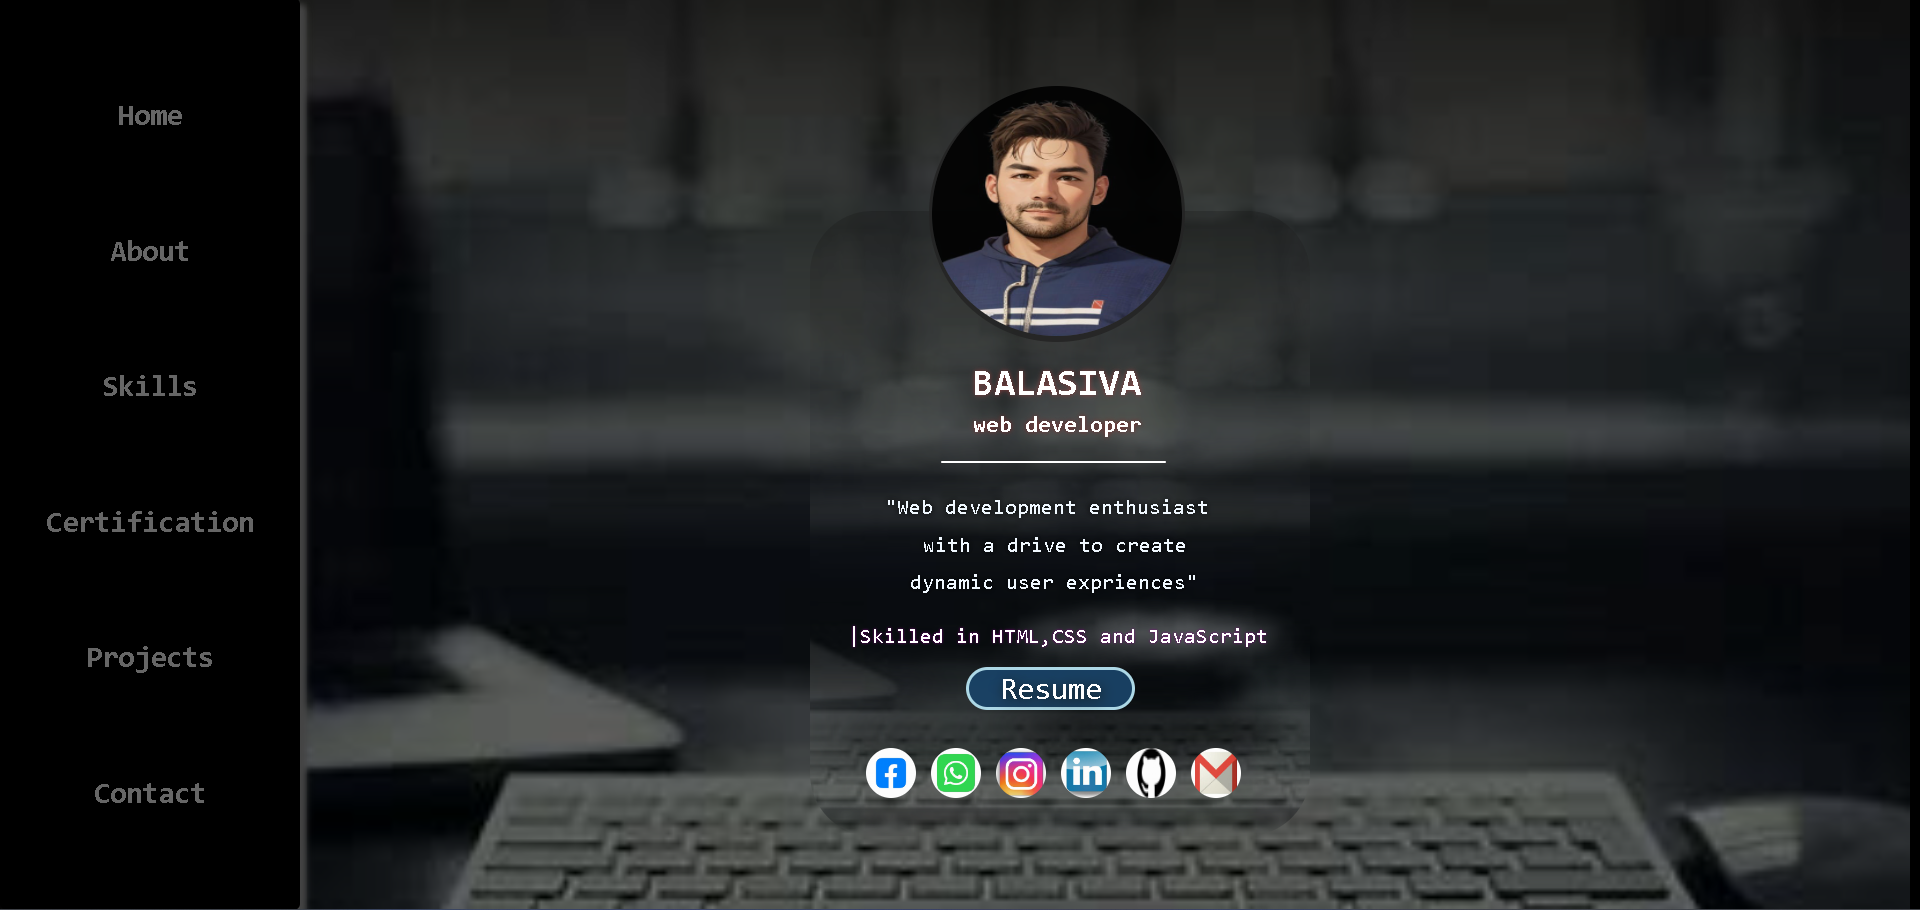 Home
About
Skills
Certification
Projects
Contact
BALASIVA
web developer
"Web development enthusiast
with a drive to create
dynamic user expriences"
|Skilled in HTML,CSS and JavaScript
Resume
in